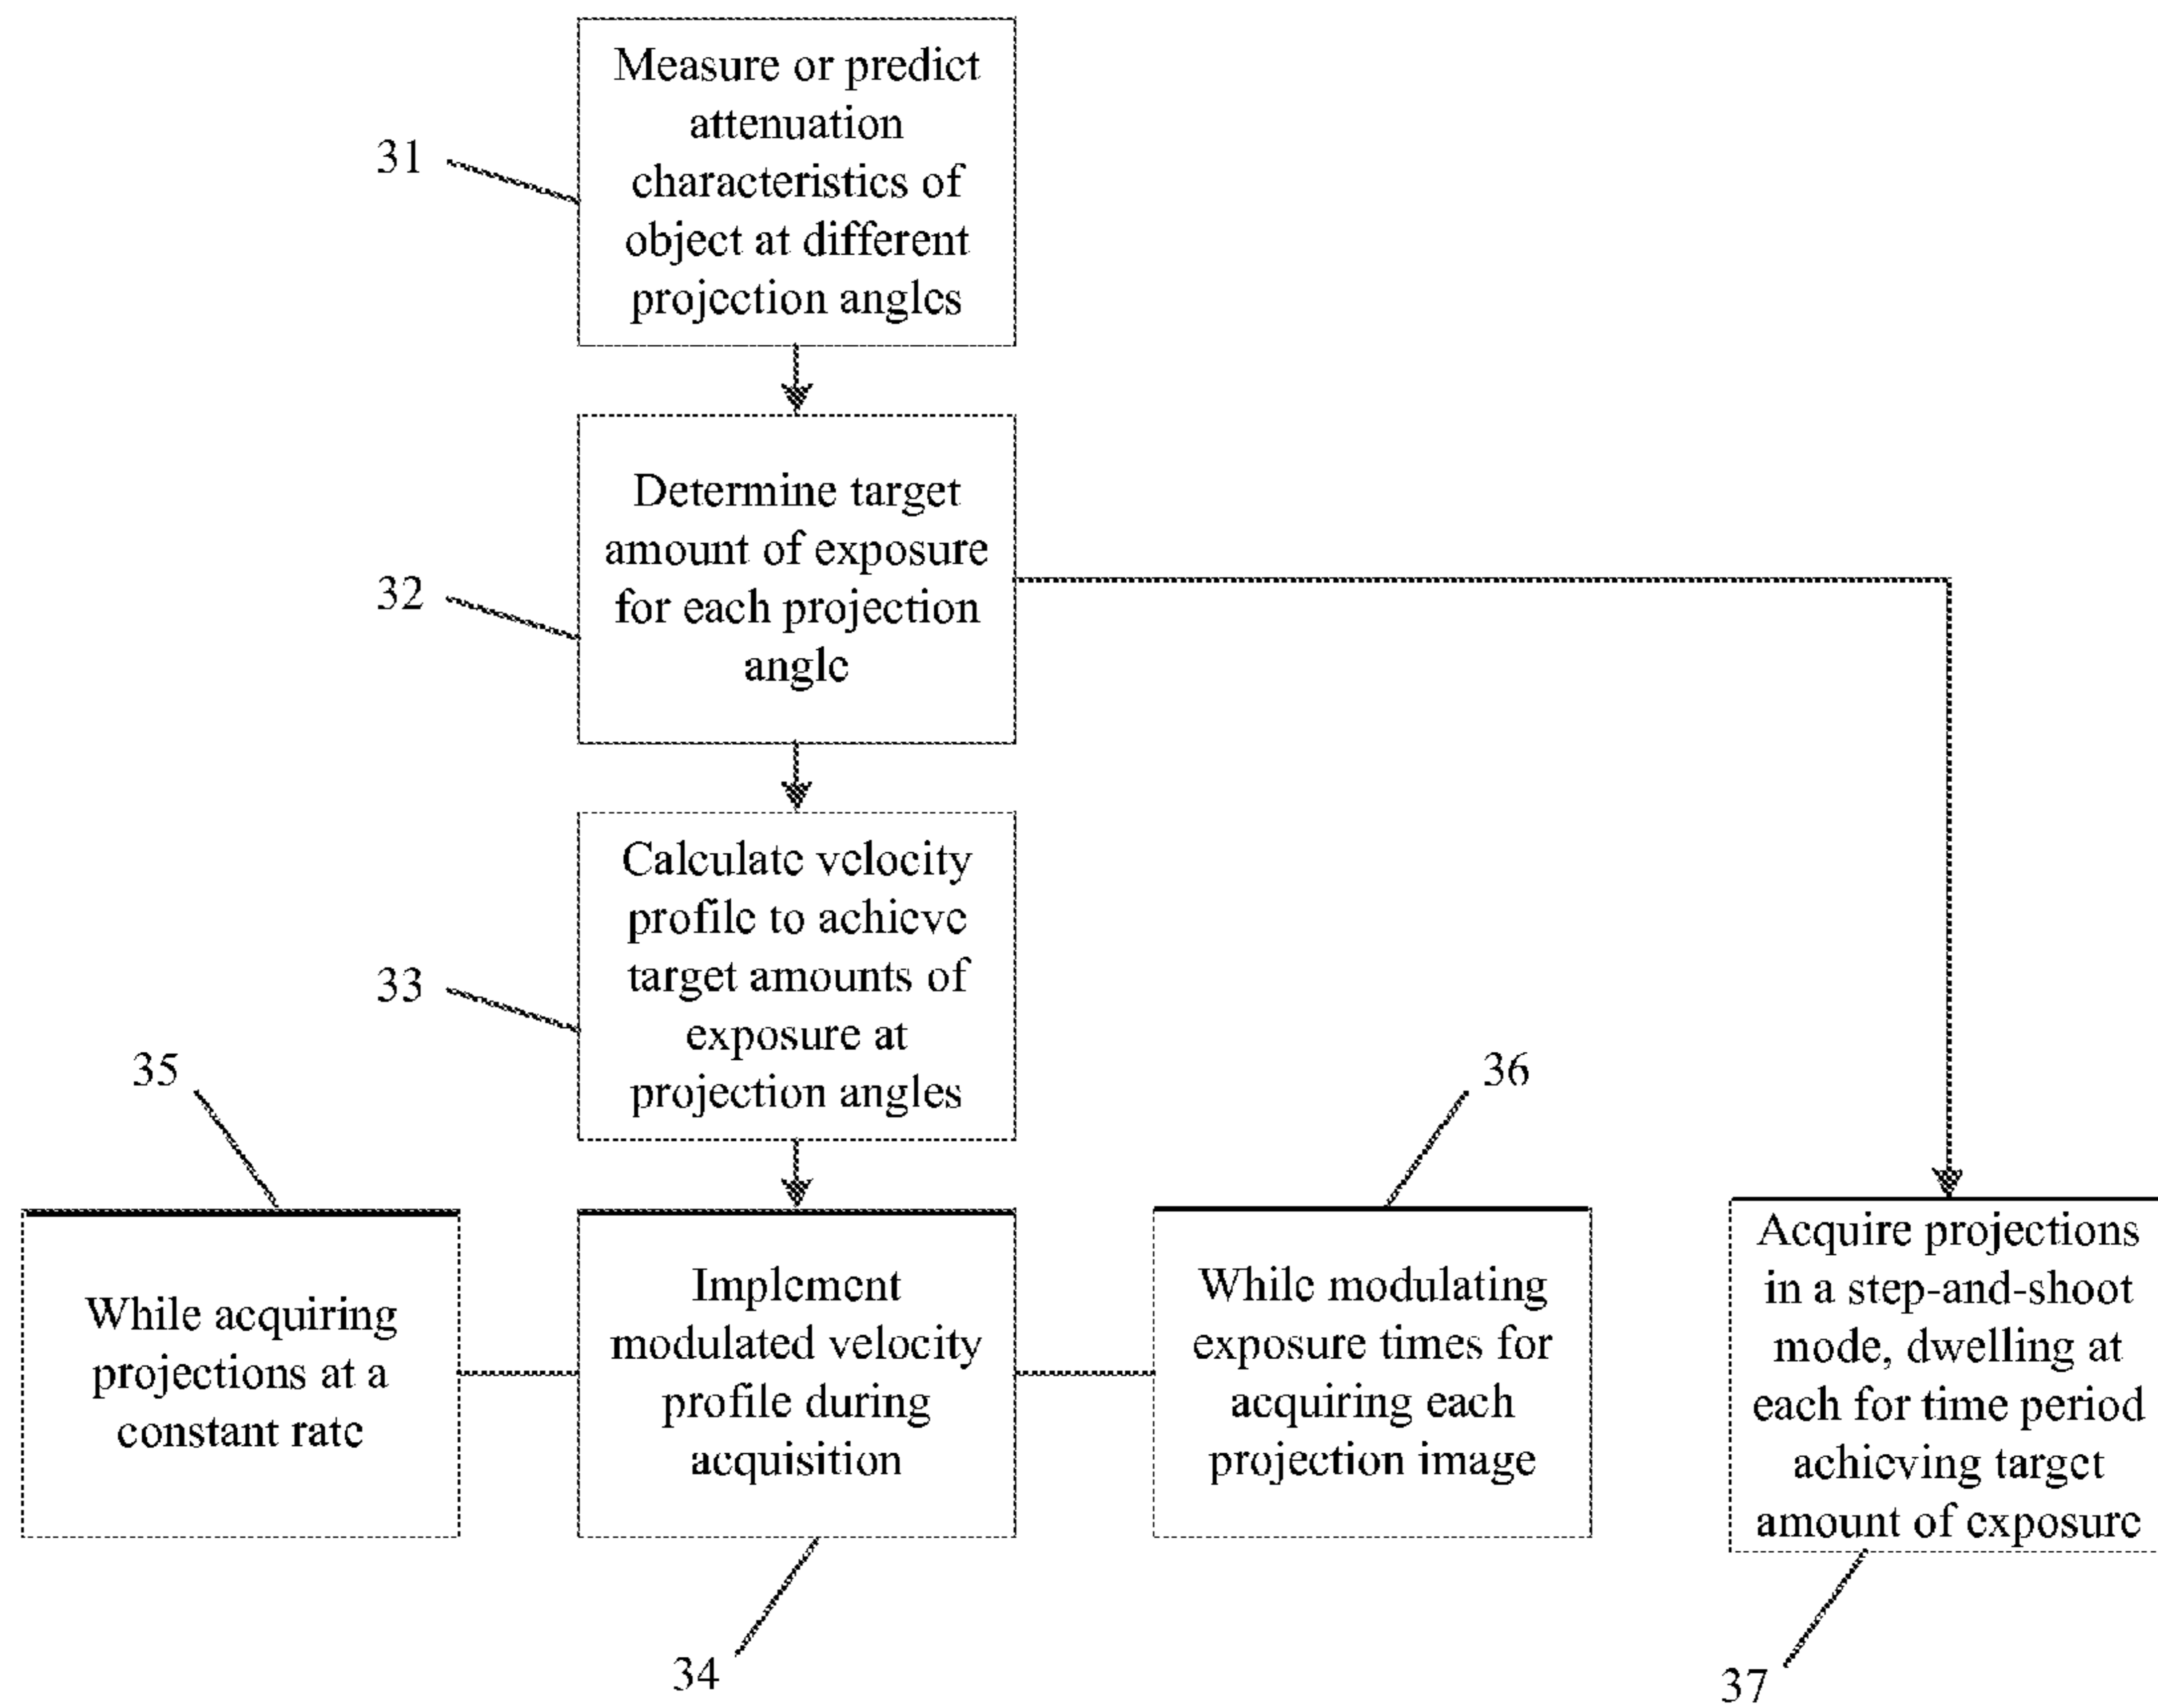 Measure or predict
attenuation
characteristics of
object at different
projection angles
31
Determine target
amount of exposure
for each projection
angle
32
Calculate velocity
profile to achieve
target amounts of
exposure at
projection angles
33
35
36
While acquiring
projections at a
constant rate
Implement
modulated velocity
profile during
acquisition
While modulating
exposure times for
acquiring each
projection image
Acquire projections
in a step-and-shoot
mode, dwelling at
each for time period
achieving target
amount of exposure
34
37